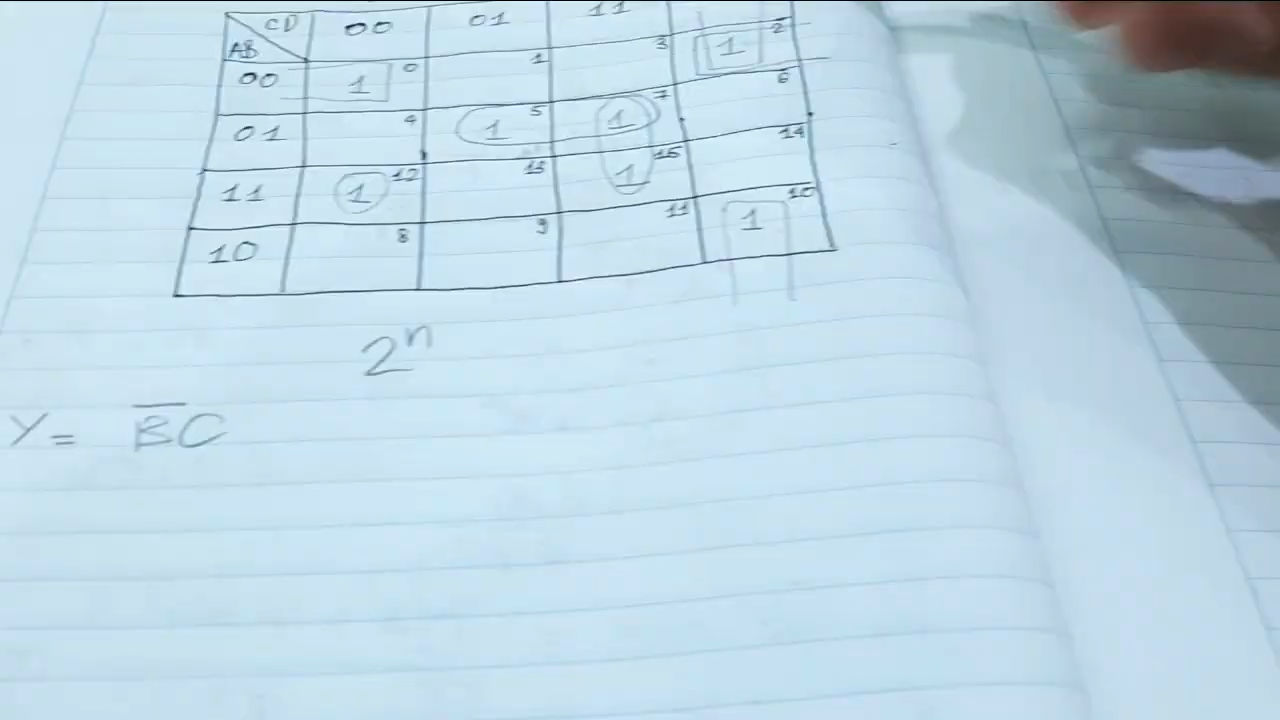 CD 00 01 11
AB
00 1 0 1 3 1 2
01 4 1 5 1 7 6
11 1 12 13 1 15 14
10 8 9 11 1 10
2ⁿ
Y = B̅C